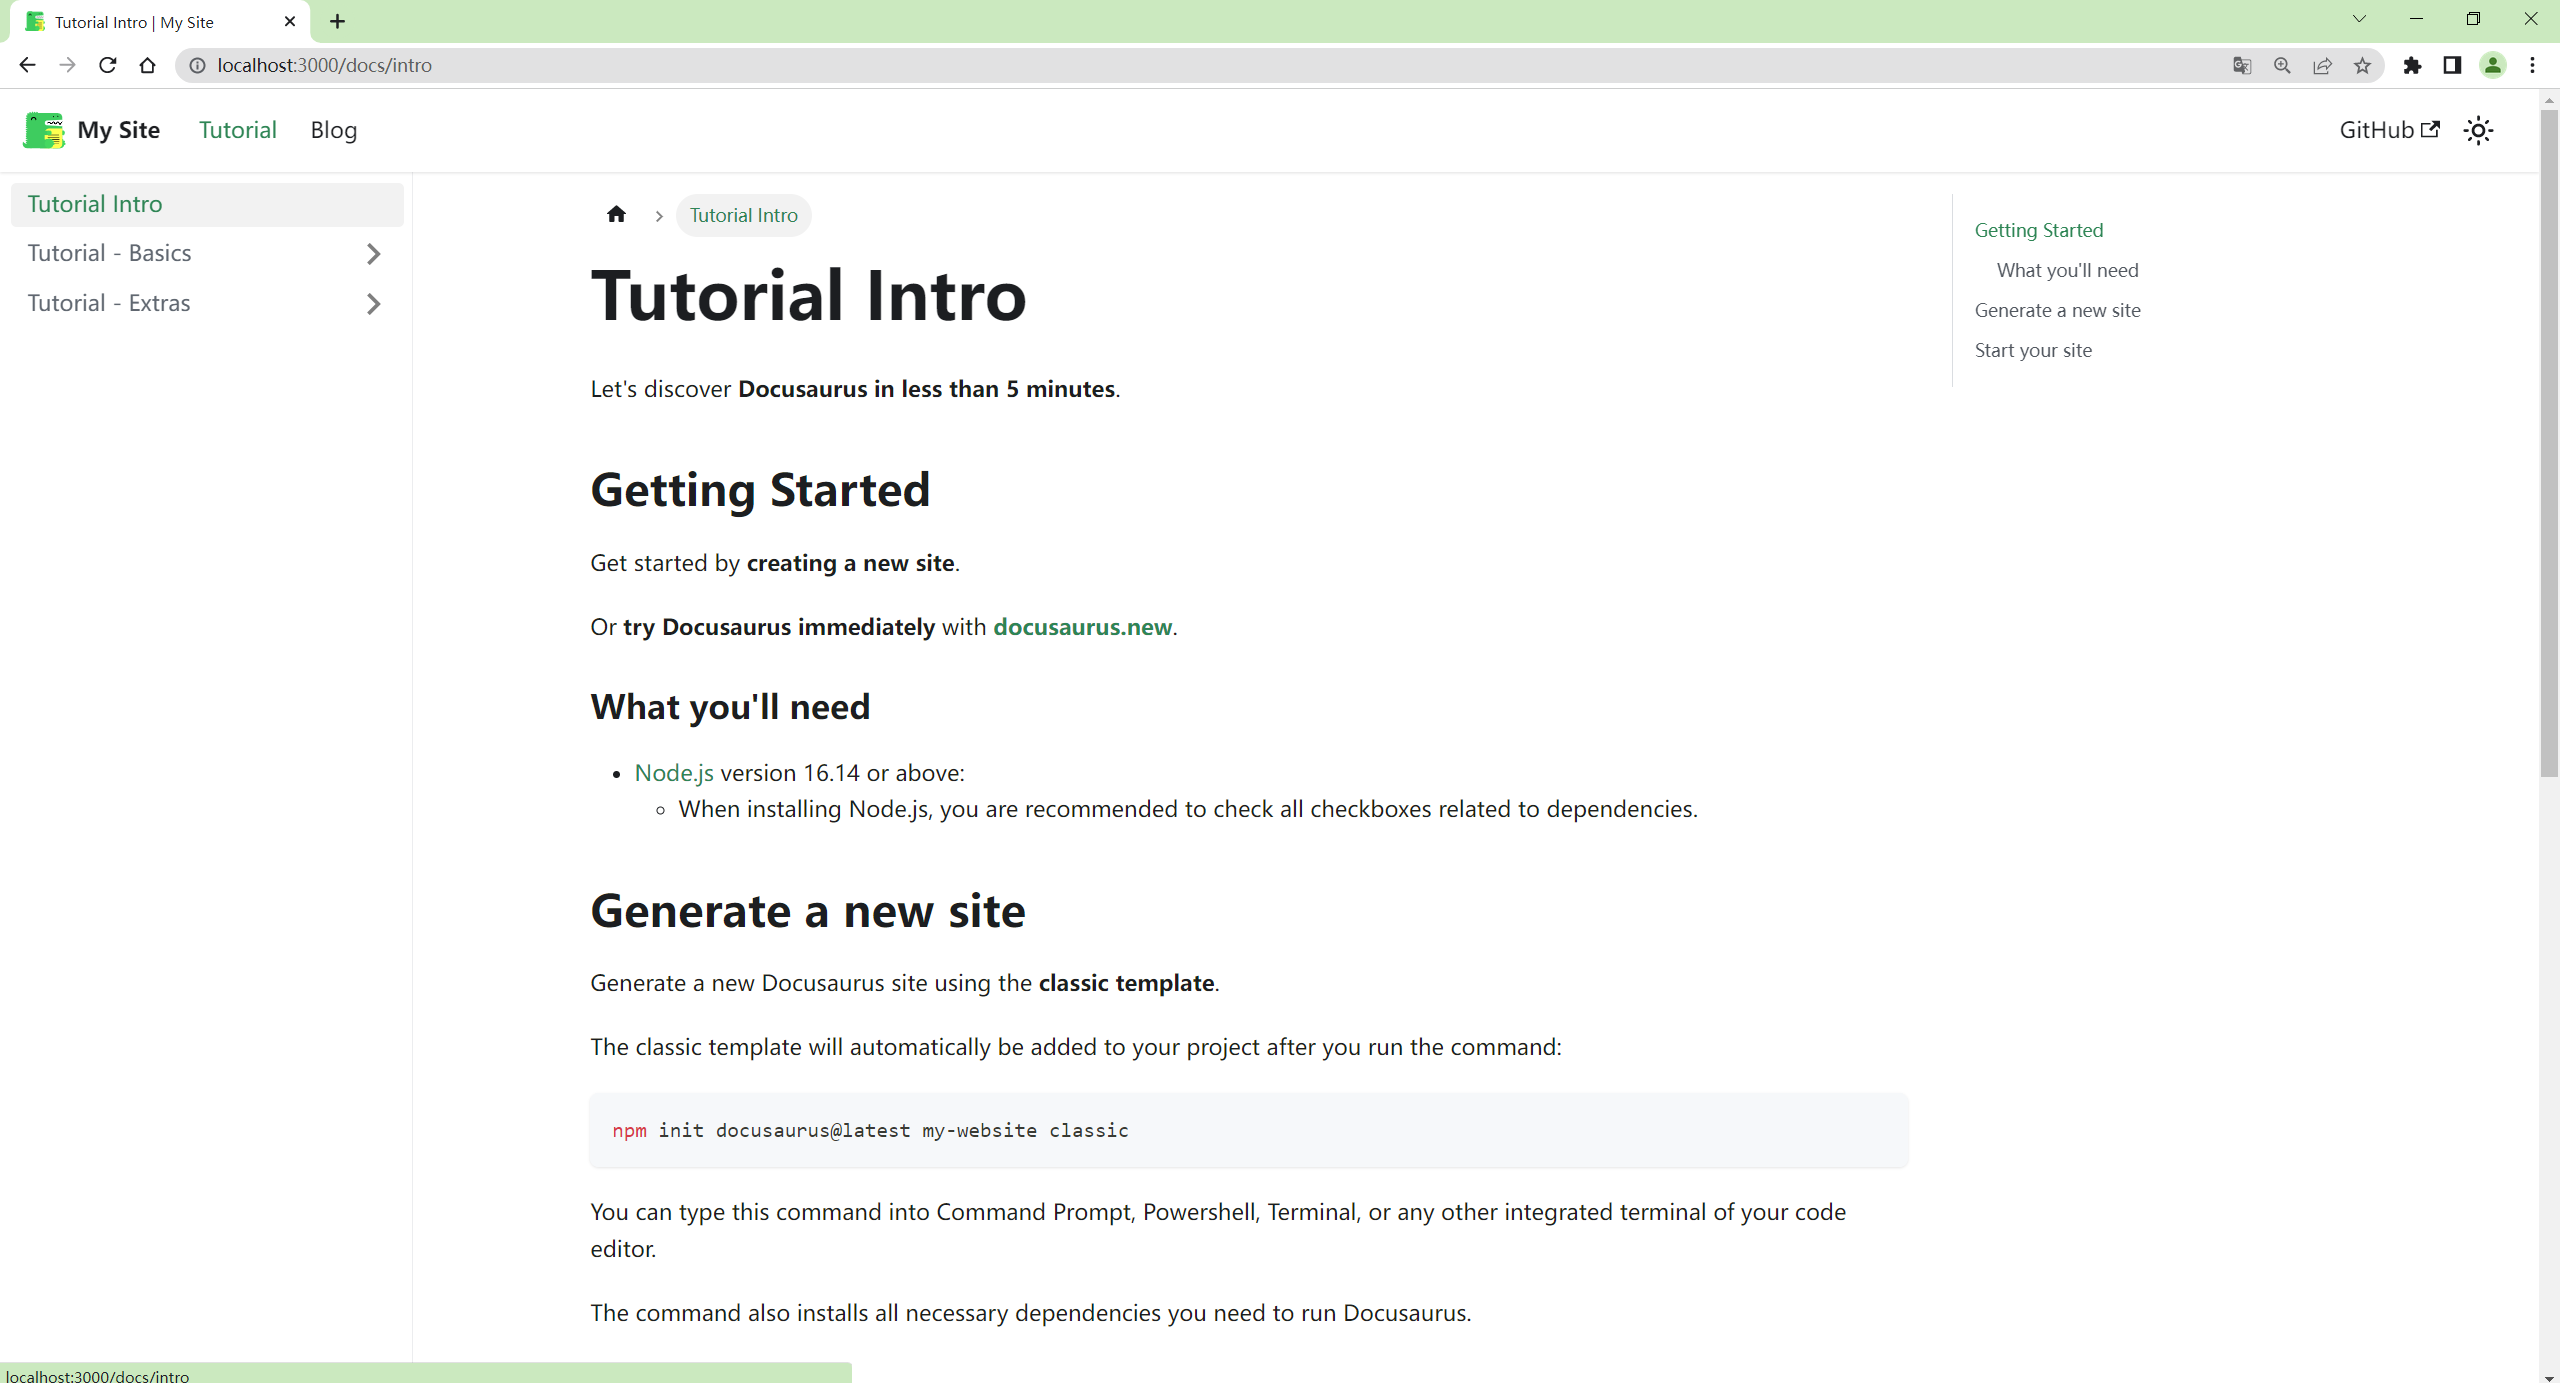 Tutorial Intro | My Site
localhost:3000/docs/intro
My Site Tutorial Blog GitHub
Tutorial Intro
Tutorial - Basics
Tutorial - Extras
Tutorial Intro
Tutorial Intro
Let's discover Docusaurus in less than 5 minutes.
Getting Started
Get started by creating a new site.
Or try Docusaurus immediately with docusaurus.new.
What you'll need
Node.js version 16.14 or above:
When installing Node.js, you are recommended to check all checkboxes related to dependencies.
Generate a new site
Generate a new Docusaurus site using the classic template.
The classic template will automatically be added to your project after you run the command:
npm init docusaurus@latest my-website classic
You can type this command into Command Prompt, Powershell, Terminal, or any other integrated terminal of your code
editor.
The command also installs all necessary dependencies you need to run Docusaurus.
Getting Started
What you'll need
Generate a new site
Start your site
localhost:3000/docs/intro